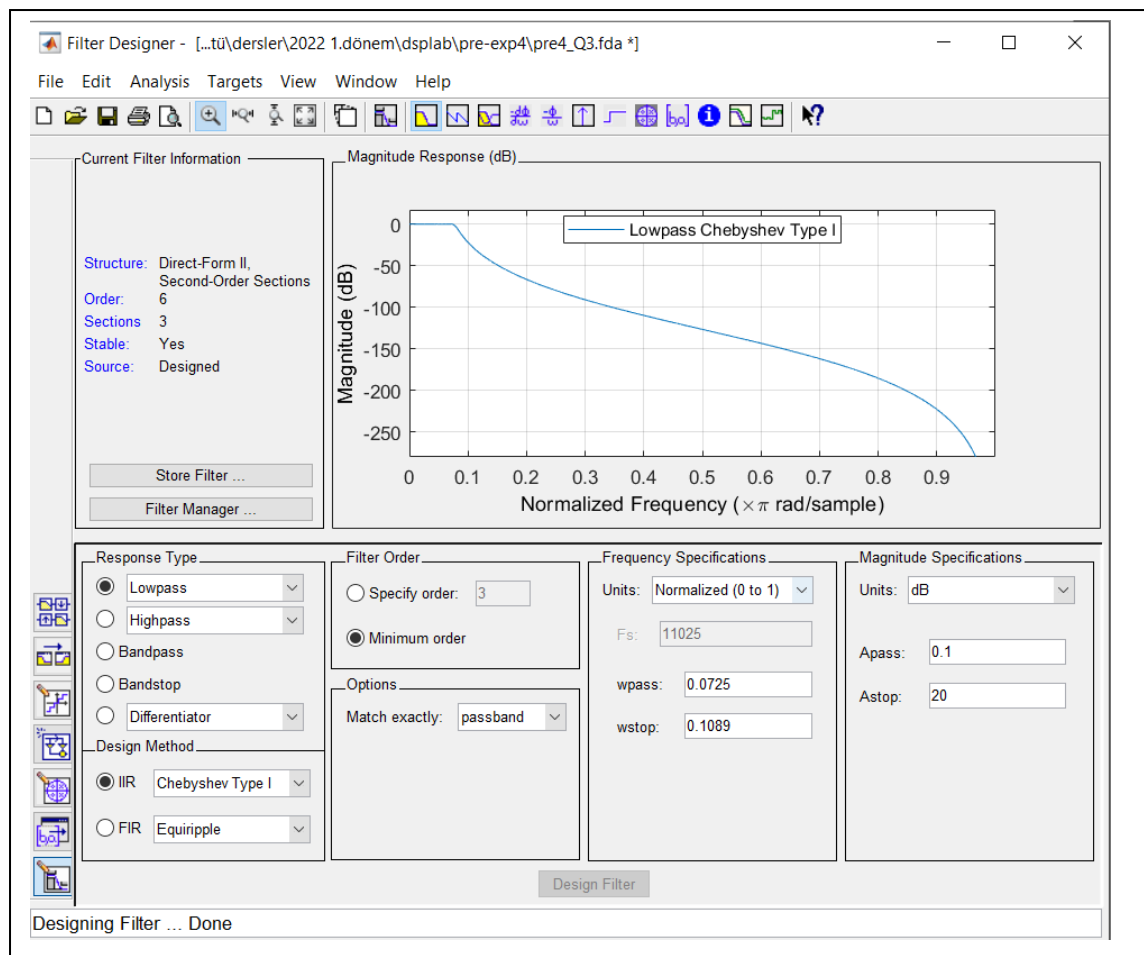 Filter Designer - [...tü\dersler\2022 1.dönem\dsplab\pre-exp4\pre4_Q3.fda *]
File Edit Analysis Targets View Window Help
Current Filter Information
Structure: Direct-Form II,
Second-Order Sections
Order: 6
Sections 3
Stable: Yes
Source: Designed
Store Filter ...
Filter Manager ...
Magnitude Response (dB)
Lowpass Chebyshev Type I
Magnitude (dB)
0
-50
-100
-150
-200
-250
0 0.1 0.2 0.3 0.4 0.5 0.6 0.7 0.8 0.9
Normalized Frequency (×π rad/sample)
Response Type
Lowpass
Highpass
Bandpass
Bandstop
Differentiator
Design Method
IIR Chebyshev Type I
FIR Equiripple
Filter Order
Specify order: 3
Minimum order
Options
Match exactly: passband
Frequency Specifications
Units: Normalized (0 to 1)
Fs: 11025
wpass: 0.0725
wstop: 0.1089
Magnitude Specifications
Units: dB
Apass: 0.1
Astop: 20
Design Filter
Designing Filter ... Done